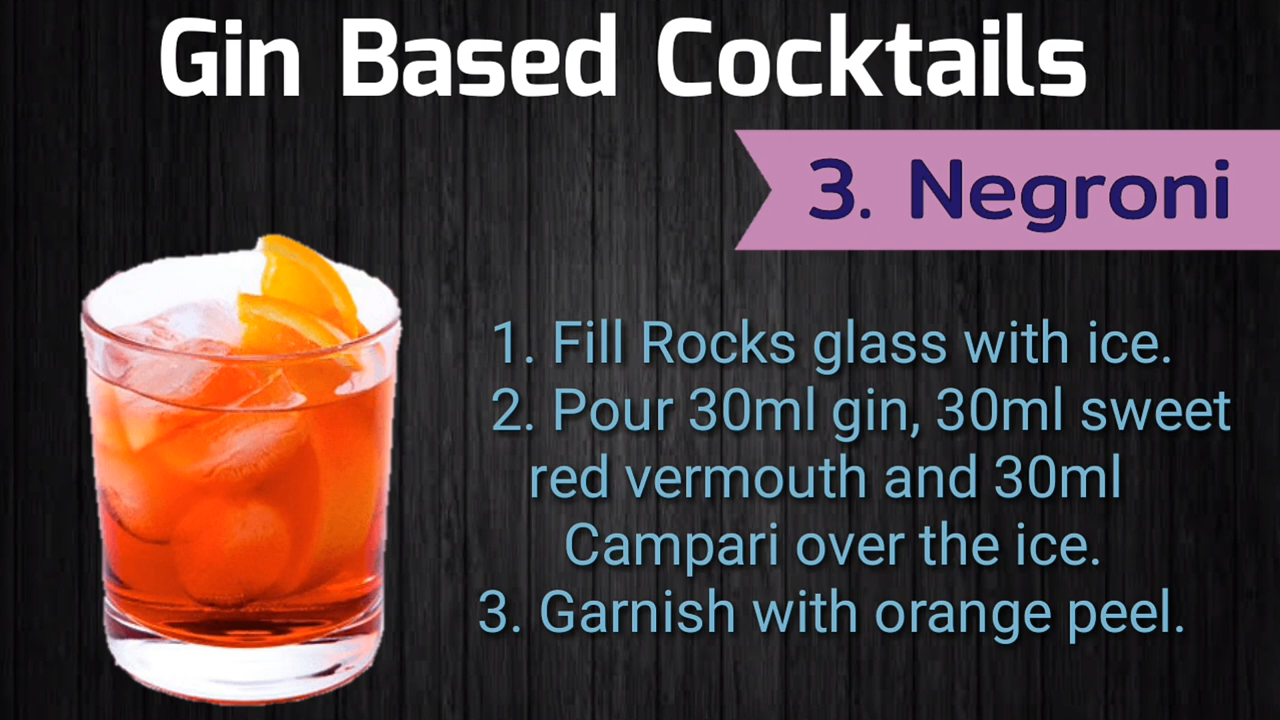 Gin Based Cocktails
3. Negroni
1. Fill Rocks glass with ice.
2. Pour 30ml gin, 30ml sweet
red vermouth and 30ml
Campari over the ice.
3. Garnish with orange peel.